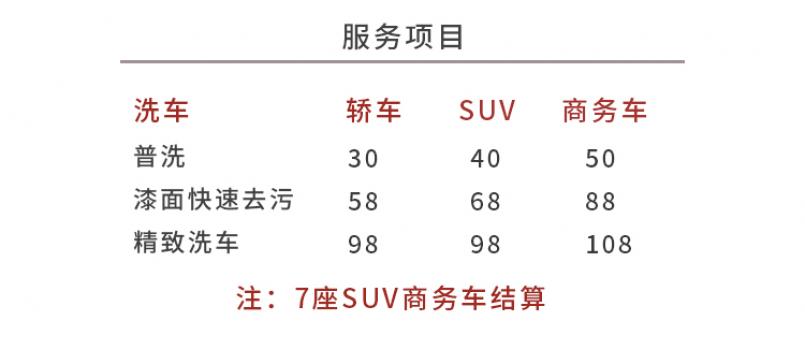 服务项目
洗车 轿车 SUV 商务车
普洗 30 40 50
漆面快速去污 58 68 88
精致洗车 98 98 108
注：7座SUV商务车结算